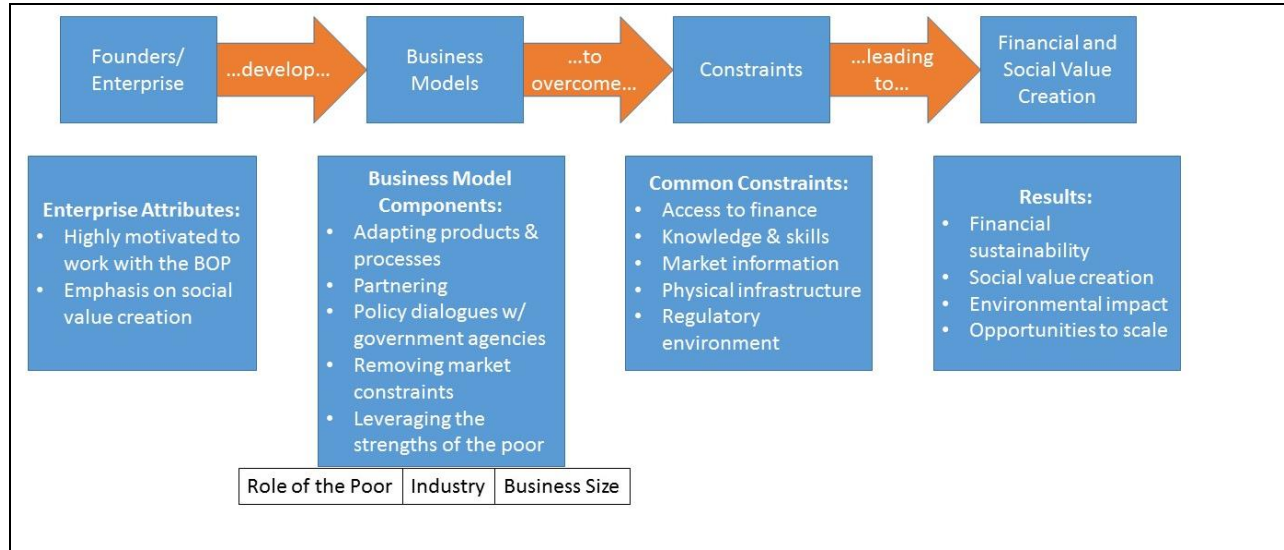 Founders/
Enterprise
...develop...
Business
Models
...to
overcome...
Constraints
...leading
to...
Financial and
Social Value
Creation
Enterprise Attributes:
• Highly motivated to
work with the BOP
• Emphasis on social
value creation
Business Model
Components:
• Adapting products &
processes
• Partnering
• Policy dialogues w/
government agencies
• Removing market
constraints
• Leveraging the
strengths of the poor
Common Constraints:
• Access to finance
• Knowledge & skills
• Market information
• Physical infrastructure
• Regulatory
environment
Results:
• Financial
sustainability
• Social value creation
• Environmental impact
• Opportunities to scale
Role of the Poor Industry Business Size